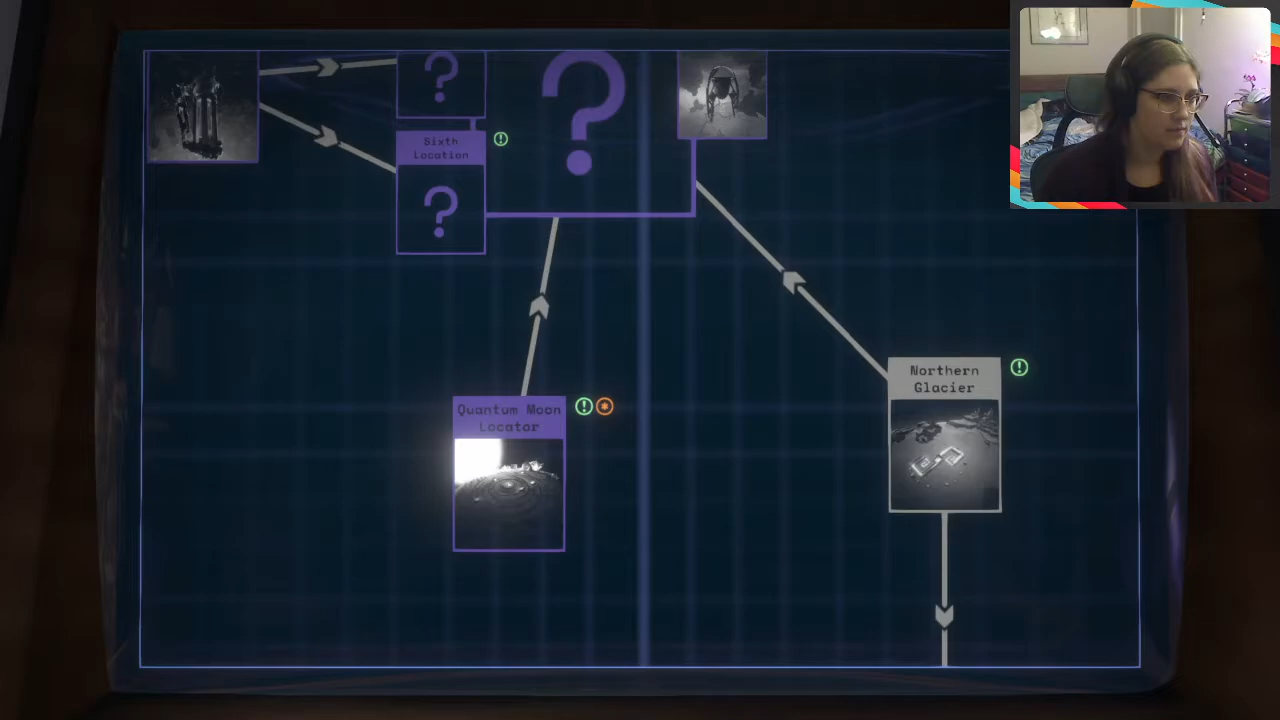 ?
?
Sixth
Location
!
?
Northern
Glacier
!
Quantum Moon
Locator
! *